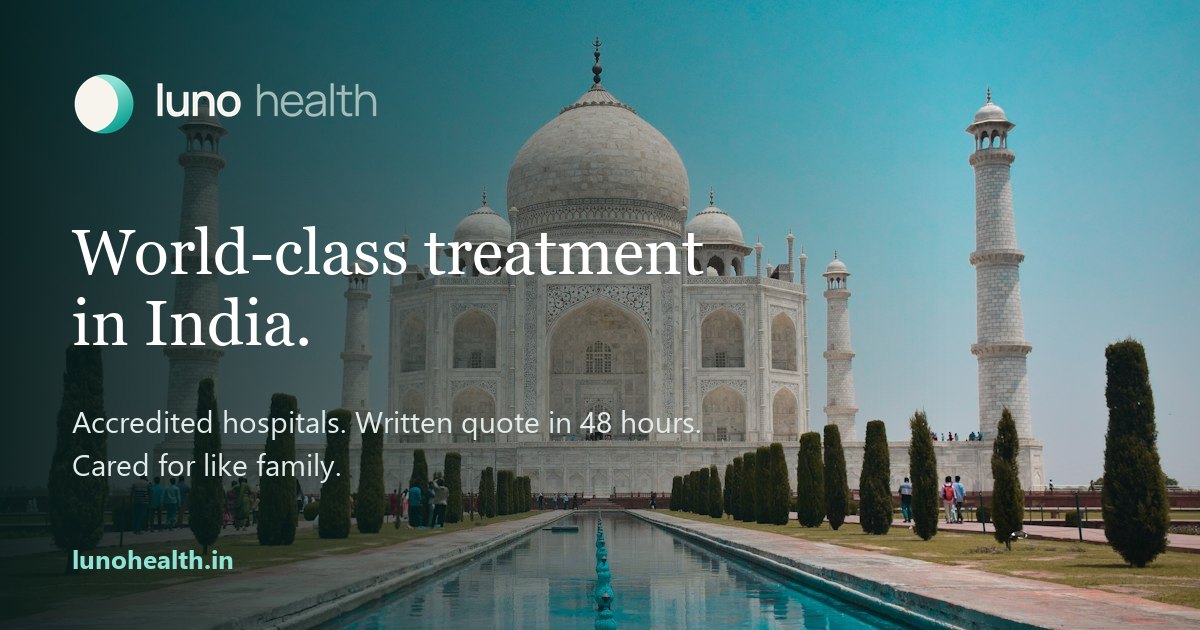 luno health
World-class treatment
in India.
Accredited hospitals. Written quote in 48 hours.
Cared for like family.
lunohealth.in